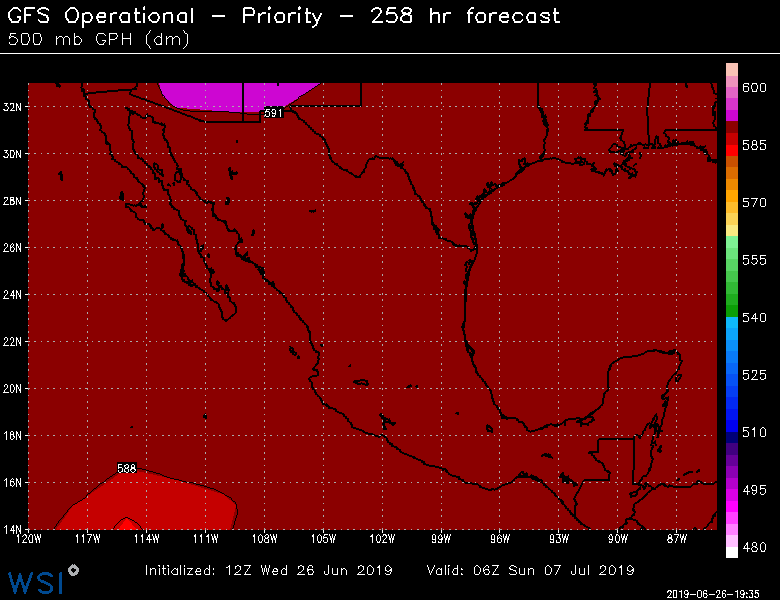 GFS Operational - Priority - 258 hr forecast
500 mb GPH (dm)
600
32N
591
585
30N
28N
570
26N
555
24N
540
22N
525
20N
510
18N
588
495
16N
480
14N
120W 117W 114W 111W 108W 105W 102W 99W 96W 93W 90W 87W
Initialized: 12Z Wed 26 Jun 2019 Valid: 06Z Sun 07 Jul 2019
WSI
2019-06-26-19:35